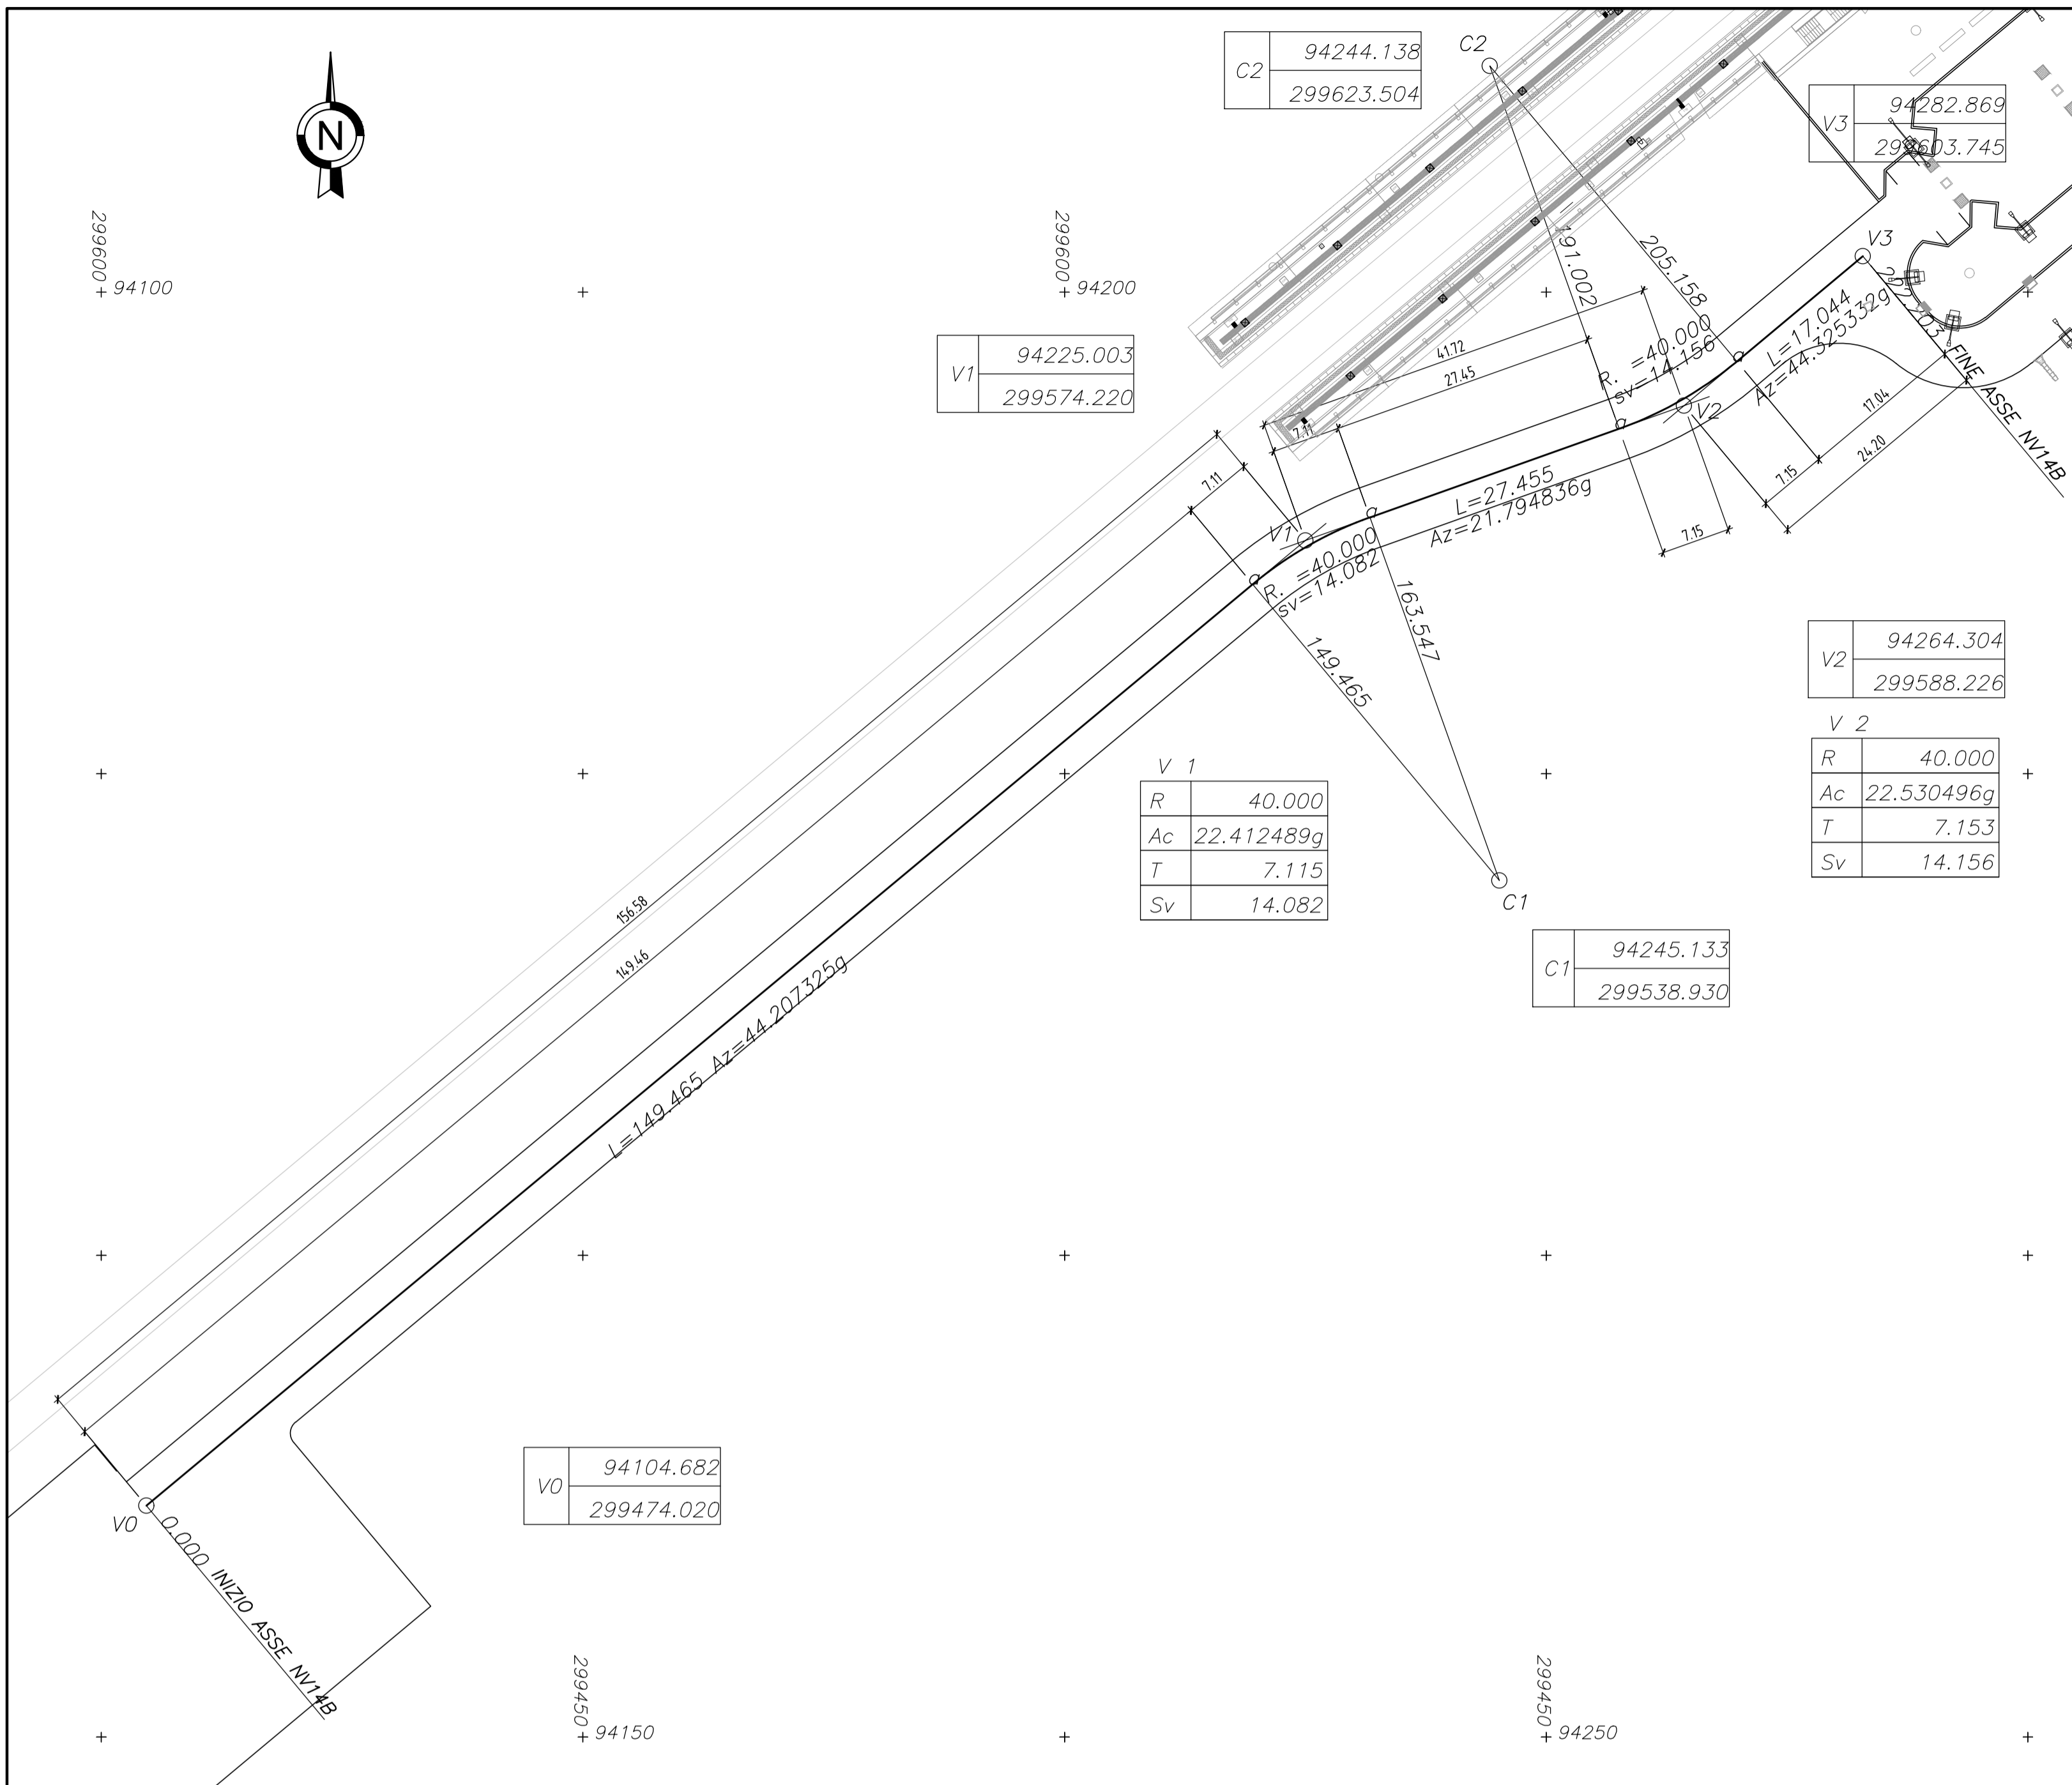 C2
94244.138
299623.504
C2
V3
94282.869
299603.745
N
299600
94100
299600
94200
V3
191.002
205.158
V1
94225.003
299574.220
41.72
27.45
7.11
R. =40.000
sv=14.156
L=17.044
Az=44.325332g
FINE ASSE NV14B
V2
17.04
7.15
24.20
7.15
7.11
V1
L=27.455
Az=21.794836g
R. =40.000
sv=14.082
163.547
149.465
V2
94264.304
299588.226
V 2
R 40.000
Ac 22.530496g
T 7.153
Sv 14.156
V 1
R 40.000
Ac 22.412489g
T 7.115
Sv 14.082
C1
C1
94245.133
299538.930
156.58
149.46
L=149.465 Az=44.207325g
V0
94104.682
299474.020
V0
0.000 INIZIO ASSE NV14B
299450
94150
299450
94250